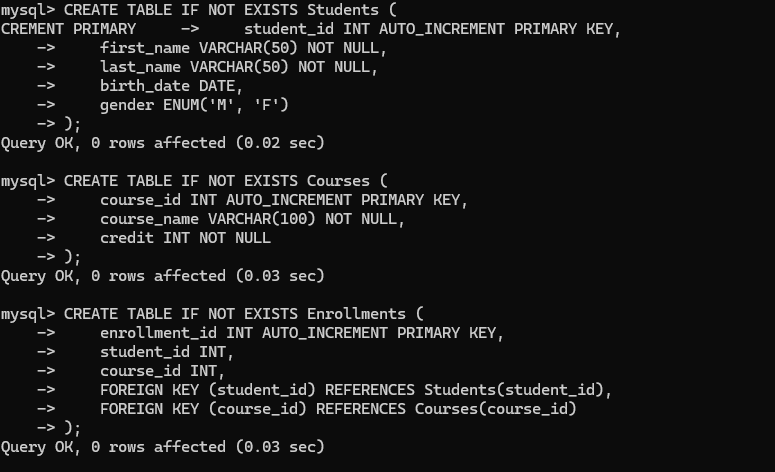 mysql> CREATE TABLE IF NOT EXISTS Students (
CREMENT PRIMARY     ->     student_id INT AUTO_INCREMENT PRIMARY KEY,
    ->     first_name VARCHAR(50) NOT NULL,
    ->     last_name VARCHAR(50) NOT NULL,
    ->     birth_date DATE,
    ->     gender ENUM('M', 'F')
    -> );
Query OK, 0 rows affected (0.02 sec)

mysql> CREATE TABLE IF NOT EXISTS Courses (
    ->     course_id INT AUTO_INCREMENT PRIMARY KEY,
    ->     course_name VARCHAR(100) NOT NULL,
    ->     credit INT NOT NULL
    -> );
Query OK, 0 rows affected (0.03 sec)

mysql> CREATE TABLE IF NOT EXISTS Enrollments (
    ->     enrollment_id INT AUTO_INCREMENT PRIMARY KEY,
    ->     student_id INT,
    ->     course_id INT,
    ->     FOREIGN KEY (student_id) REFERENCES Students(student_id),
    ->     FOREIGN KEY (course_id) REFERENCES Courses(course_id)
    -> );
Query OK, 0 rows affected (0.03 sec)